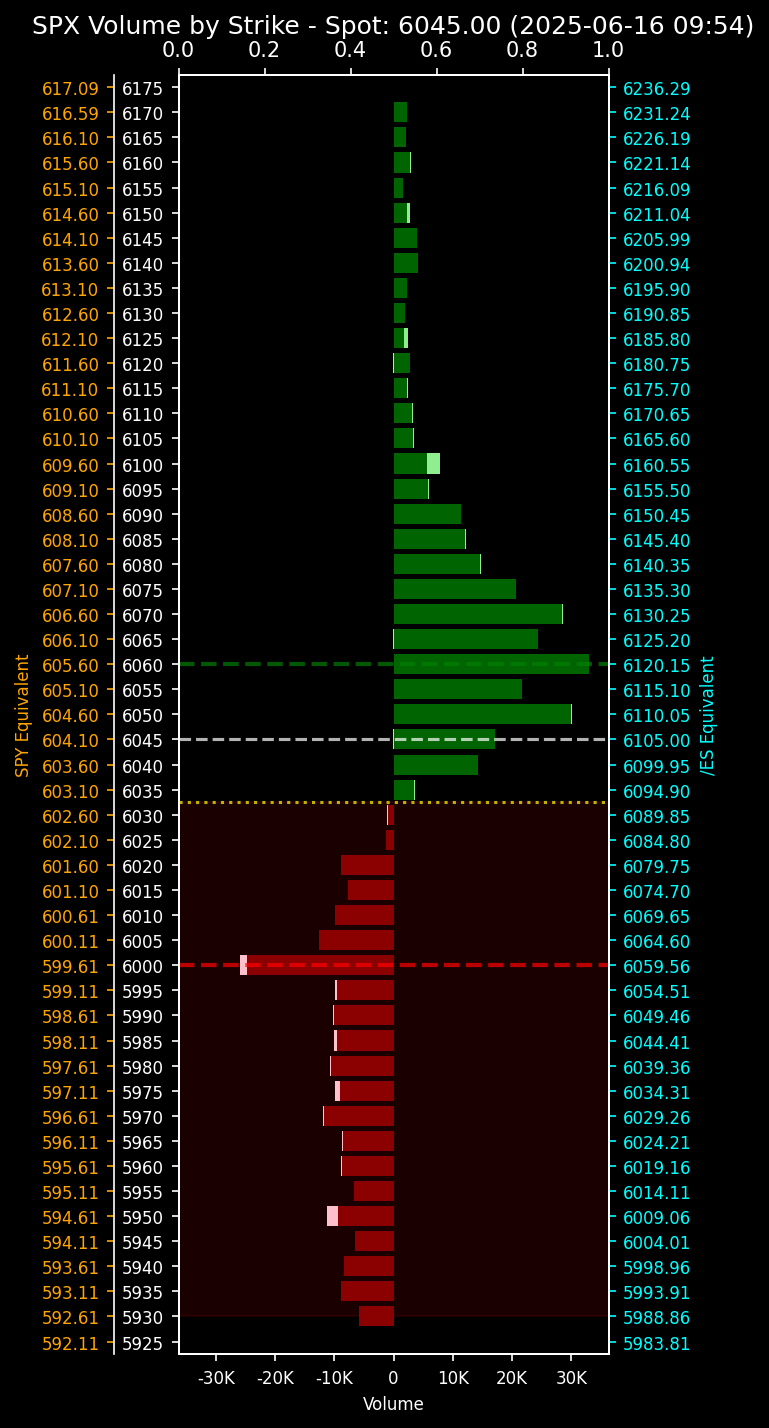 SPX Volume by Strike - Spot: 6045.00 (2025-06-16 09:54)
0.0 0.2 0.4 0.6 0.8 1.0
617.09 6175 6236.29
616.59 6170 6231.24
616.10 6165 6226.19
615.60 6160 6221.14
615.10 6155 6216.09
614.60 6150 6211.04
614.10 6145 6205.99
613.60 6140 6200.94
613.10 6135 6195.90
612.60 6130 6190.85
612.10 6125 6185.80
611.60 6120 6180.75
611.10 6115 6175.70
610.60 6110 6170.65
610.10 6105 6165.60
609.60 6100 6160.55
609.10 6095 6155.50
608.60 6090 6150.45
608.10 6085 6145.40
607.60 6080 6140.35
607.10 6075 6135.30
606.60 6070 6130.25
606.10 6065 6125.20
605.60 6060 6120.15
605.10 6055 6115.10
604.60 6050 6110.05
604.10 6045 6105.00
603.60 6040 6099.95
603.10 6035 6094.90
602.60 6030 6089.85
602.10 6025 6084.80
601.60 6020 6079.75
601.10 6015 6074.70
600.61 6010 6069.65
600.11 6005 6064.60
599.61 6000 6059.56
599.11 5995 6054.51
598.61 5990 6049.46
598.11 5985 6044.41
597.61 5980 6039.36
597.11 5975 6034.31
596.61 5970 6029.26
596.11 5965 6024.21
595.61 5960 6019.16
595.11 5955 6014.11
594.61 5950 6009.06
594.11 5945 6004.01
593.61 5940 5998.96
593.11 5935 5993.91
592.61 5930 5988.86
592.11 5925 5983.81
SPY Equivalent
/ES Equivalent
-30K -20K -10K 0 10K 20K 30K
Volume